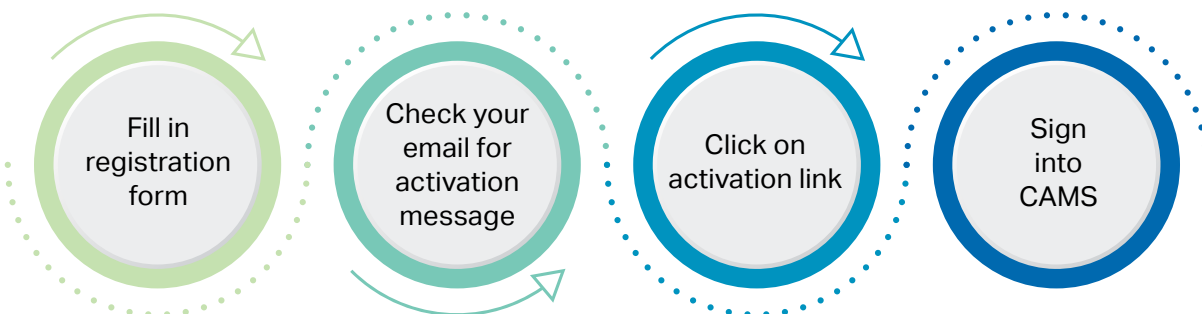 Fill in
registration
form
Check your
email for
activation
message
Click on
activation link
Sign
into
CAMS